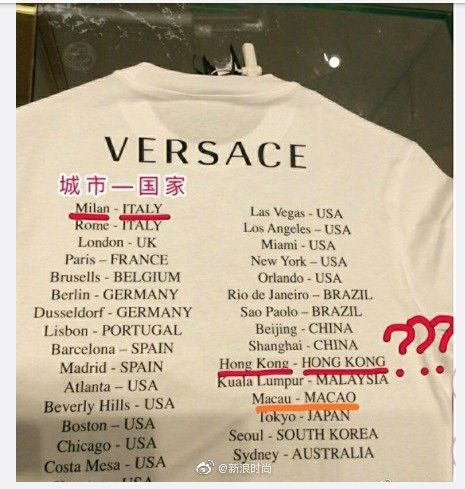 VERSACE
城市—国家
Milan - ITALY
Rome - ITALY
London - UK
Paris – FRANCE
Brusells - BELGIUM
Berlin - GERMANY
Dusseldorf - GERMANY
Lisbon - PORTUGAL
Barcelona – SPAIN
Madrid – SPAIN
Atlanta – USA
Beverly Hills - USA
Boston – USA
Chicago - USA
Costa Mesa - USA
Las Vegas - USA
Los Angeles – USA
Miami - USA
New York – USA
Orlando - USA
Rio de Janeiro – BRAZIL
Sao Paolo – BRAZIL
Beijing - CHINA
Shanghai - CHINA
Hong Kong - HONG KONG
???
Kuala Lumpur - MALAYSIA
Macau - MACAO
Tokyo - JAPAN
Seoul - SOUTH KOREA
Sydney - AUSTRALIA
@新浪时尚